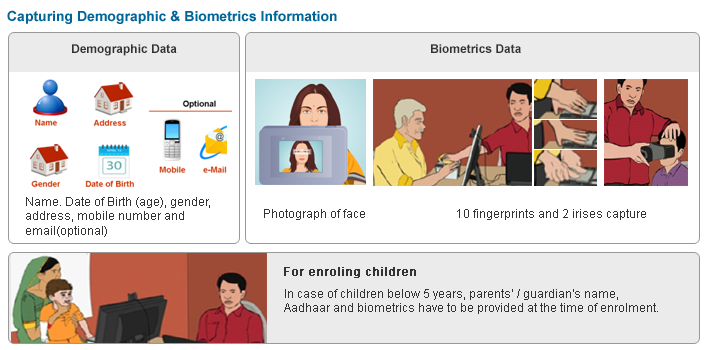 Capturing Demographic & Biometrics Information
Demographic Data
Optional
Name
Address
Mobile
e-Mail
Gender
30
Date of Birth
Name. Date of Birth (age), gender,
address, mobile number and
email(optional)
Biometrics Data
Photograph of face
10 fingerprints and 2 irises capture
For enroling children
In case of children below 5 years, parents' / guardian's name,
Aadhaar and biometrics have to be provided at the time of enrolment.